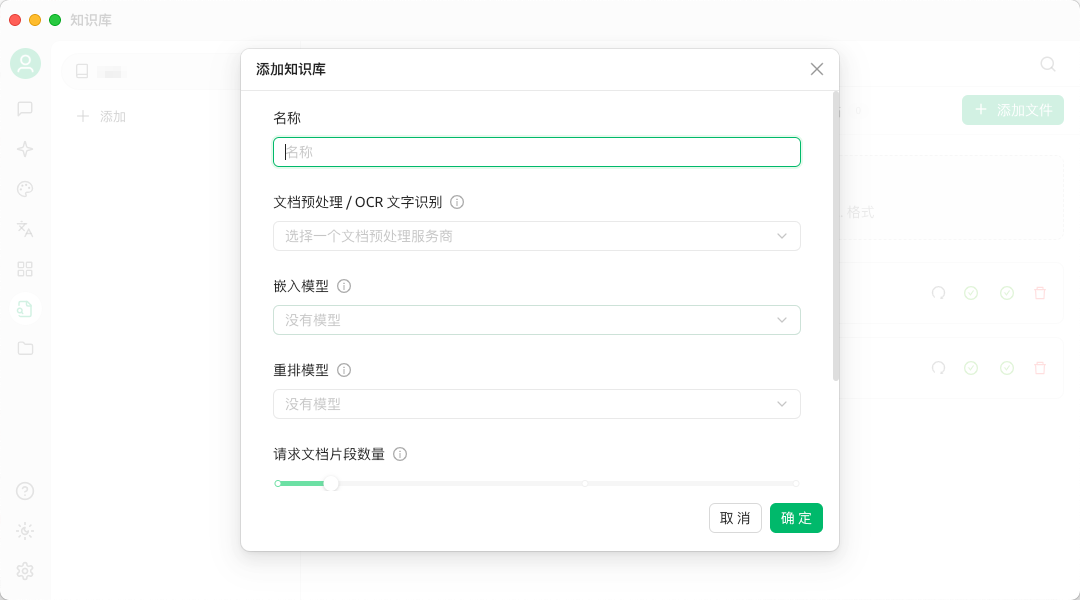 知识库
添加
添加文件
格式
添加知识库
名称
名称
文档预处理 / OCR 文字识别
选择一个文档预处理服务商
嵌入模型
没有模型
重排模型
没有模型
请求文档片段数量
取 消
确 定